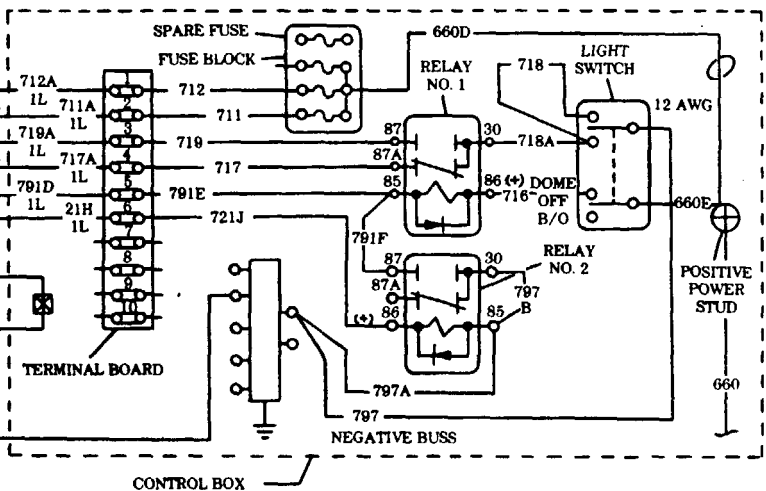 SPARE FUSE
660D
FUSE BLOCK
RELAY
NO. 1
718
LIGHT
SWITCH
712A
1L
1
712
12 AWG
711A
1L
2
711
719A
1L
3
719
87
30
718A
717A
1L
4
717
87A
791D
1L
5
791E
85
86 (+)
716
DOME
OFF
B/O
660E
21H
1L
6
721J
7
791F
87
30
RELAY
NO. 2
8
87A
797
B
POSITIVE
POWER
STUD
9
10
(+)
86
85
TERMINAL BOARD
797A
660
797
NEGATIVE BUSS
CONTROL BOX